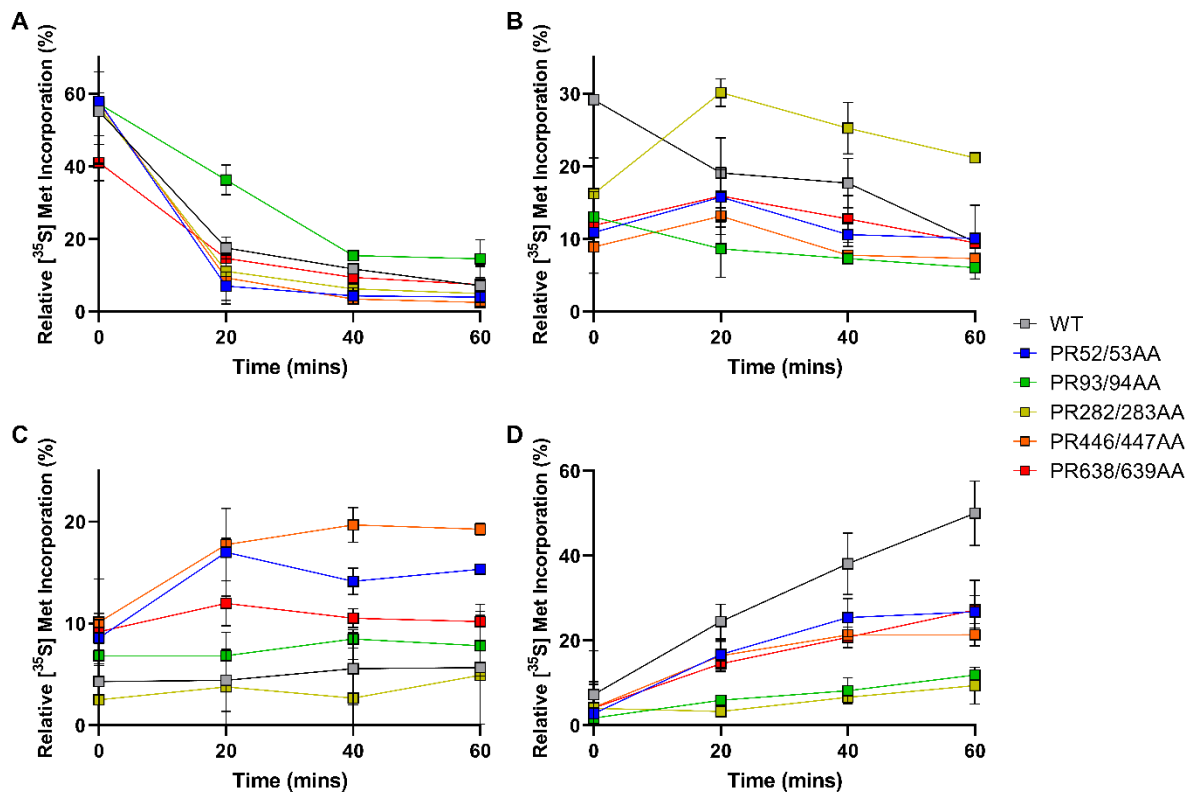 A
Relative [³⁵S] Met Incorporation (%)
60
40
20
0
0 20 40 60
Time (mins)
B
Relative [³⁵S] Met Incorporation (%)
30
20
10
0
0 20 40 60
Time (mins)
C
Relative [³⁵S] Met Incorporation (%)
20
10
0
0 20 40 60
Time (mins)
D
Relative [³⁵S] Met Incorporation (%)
60
40
20
0
0 20 40 60
Time (mins)
WT
PR52/53AA
PR93/94AA
PR282/283AA
PR446/447AA
PR638/639AA